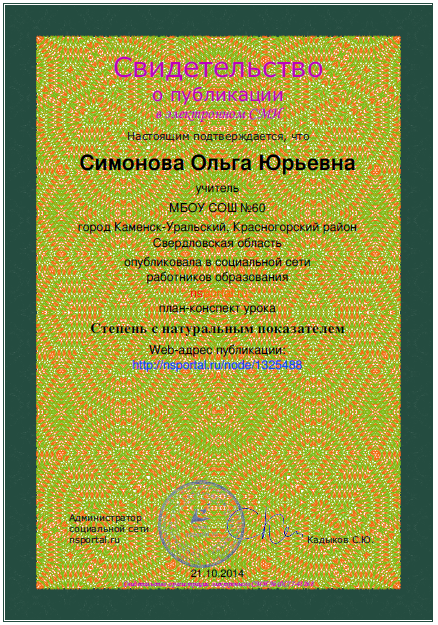 Свидетельство
о публикации
в электронном СМИ
Настоящим подтверждается, что
Симонова Ольга Юрьевна
учитель
МБОУ СОШ №60
город Каменск-Уральский, Красногорский район
Свердловская область
опубликовала в социальной сети
работников образования
план-конспект урока
Степень с натуральным показателем
Web-адрес публикации:
http://nsportal.ru/node/1325488
Администратор
социальной сети
nsportal.ru
Кадыков С.Ю.
21.10.2014